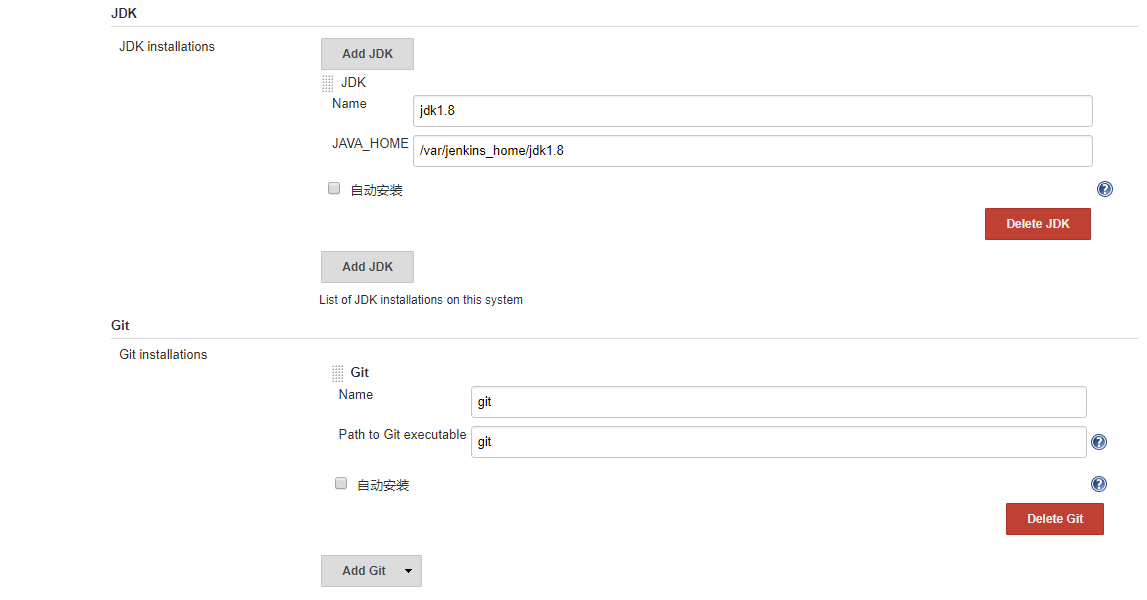 JDK
JDK installations
Add JDK
JDK
Name
jdk1.8
JAVA_HOME
/var/jenkins_home/jdk1.8
自动安装
?
Delete JDK
Add JDK
List of JDK installations on this system
Git
Git installations
Git
Name
git
Path to Git executable
git
?
自动安装
?
Delete Git
Add Git